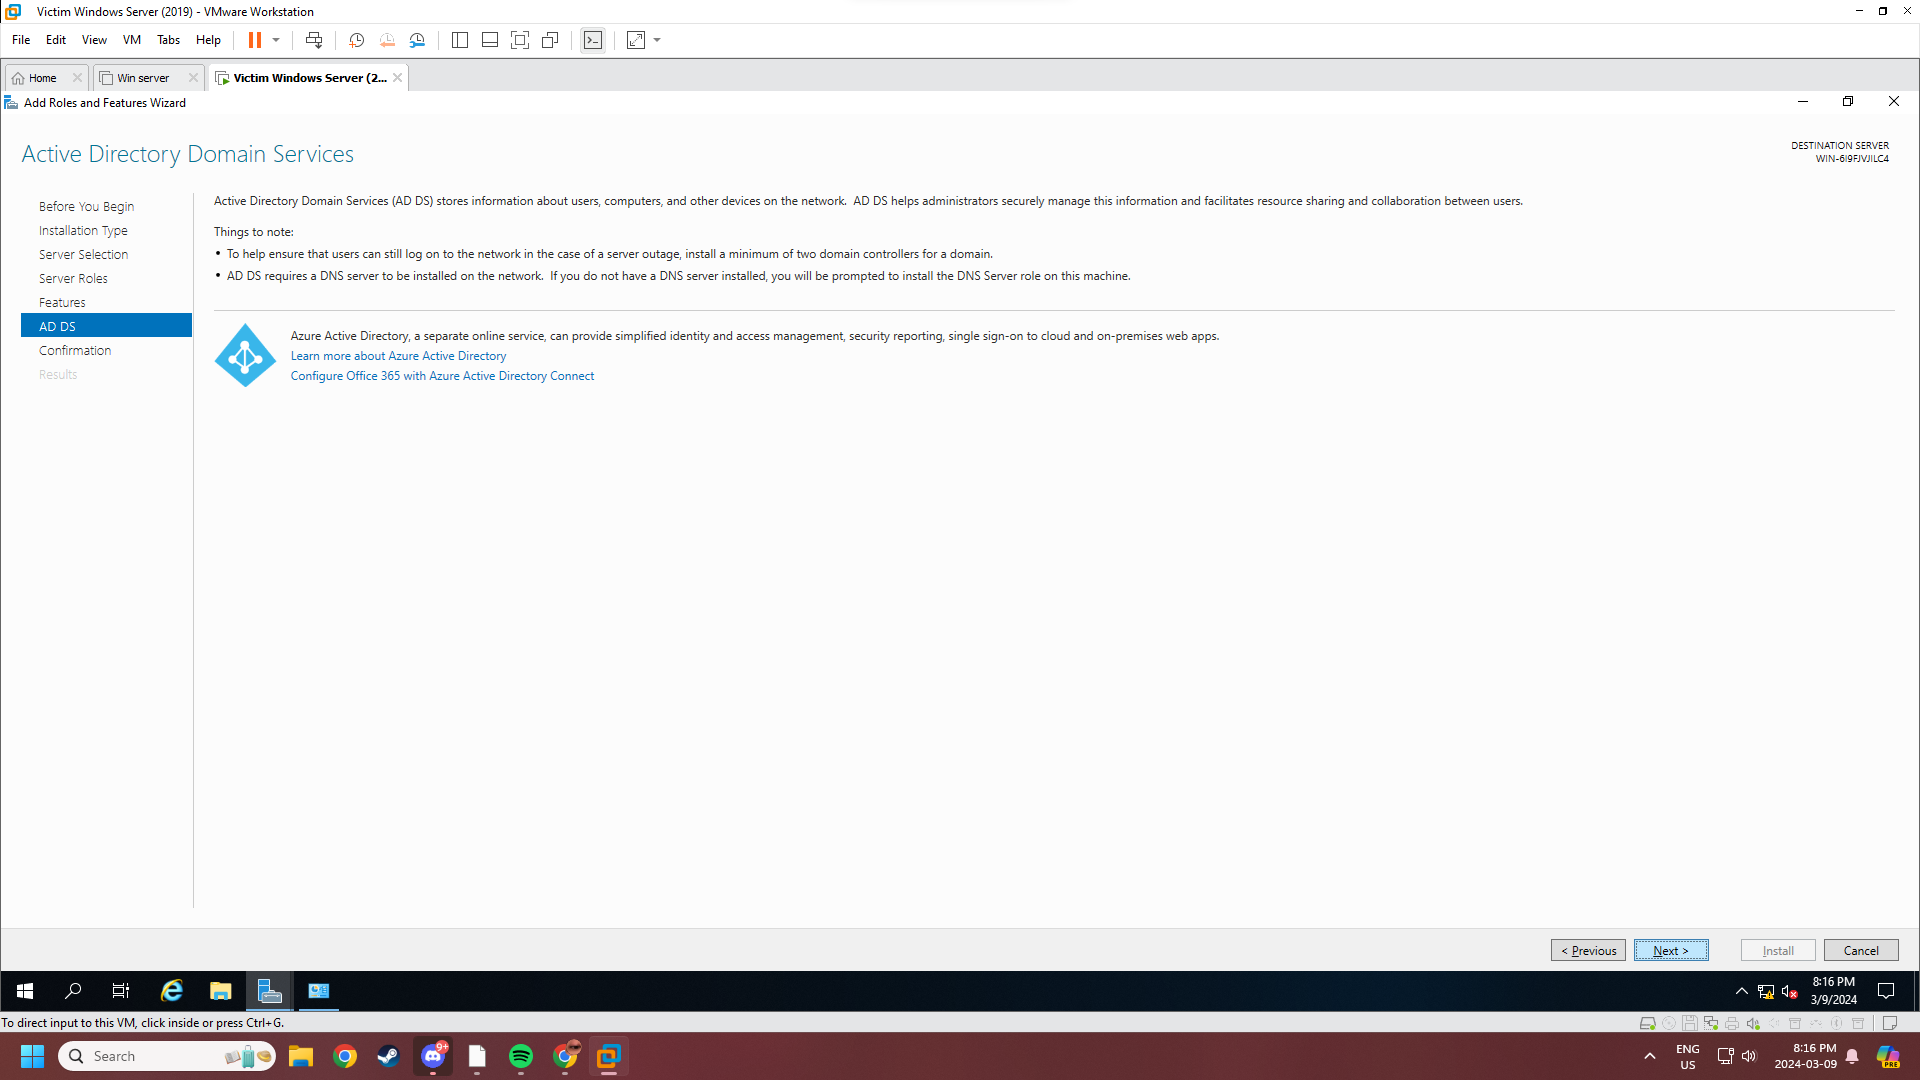 Victim Windows Server (2019) - VMware Workstation
File Edit View VM Tabs Help
Home Win server Victim Windows Server (2...
Add Roles and Features Wizard
Active Directory Domain Services
DESTINATION SERVER
WIN-6I9FJVJILC4
Before You Begin
Installation Type
Server Selection
Server Roles
Features
AD DS
Confirmation
Results
Active Directory Domain Services (AD DS) stores information about users, computers, and other devices on the network.  AD DS helps administrators securely manage this information and facilitates resource sharing and collaboration between users.
Things to note:
• To help ensure that users can still log on to the network in the case of a server outage, install a minimum of two domain controllers for a domain.
• AD DS requires a DNS server to be installed on the network.  If you do not have a DNS server installed, you will be prompted to install the DNS Server role on this machine.
Azure Active Directory, a separate online service, can provide simplified identity and access management, security reporting, single sign-on to cloud and on-premises web apps.
Learn more about Azure Active Directory
Configure Office 365 with Azure Active Directory Connect
< Previous Next > Install Cancel
8:16 PM
3/9/2024
To direct input to this VM, click inside or press Ctrl+G.
Search
9+
ENG
US
8:16 PM
2024-03-09
PRE